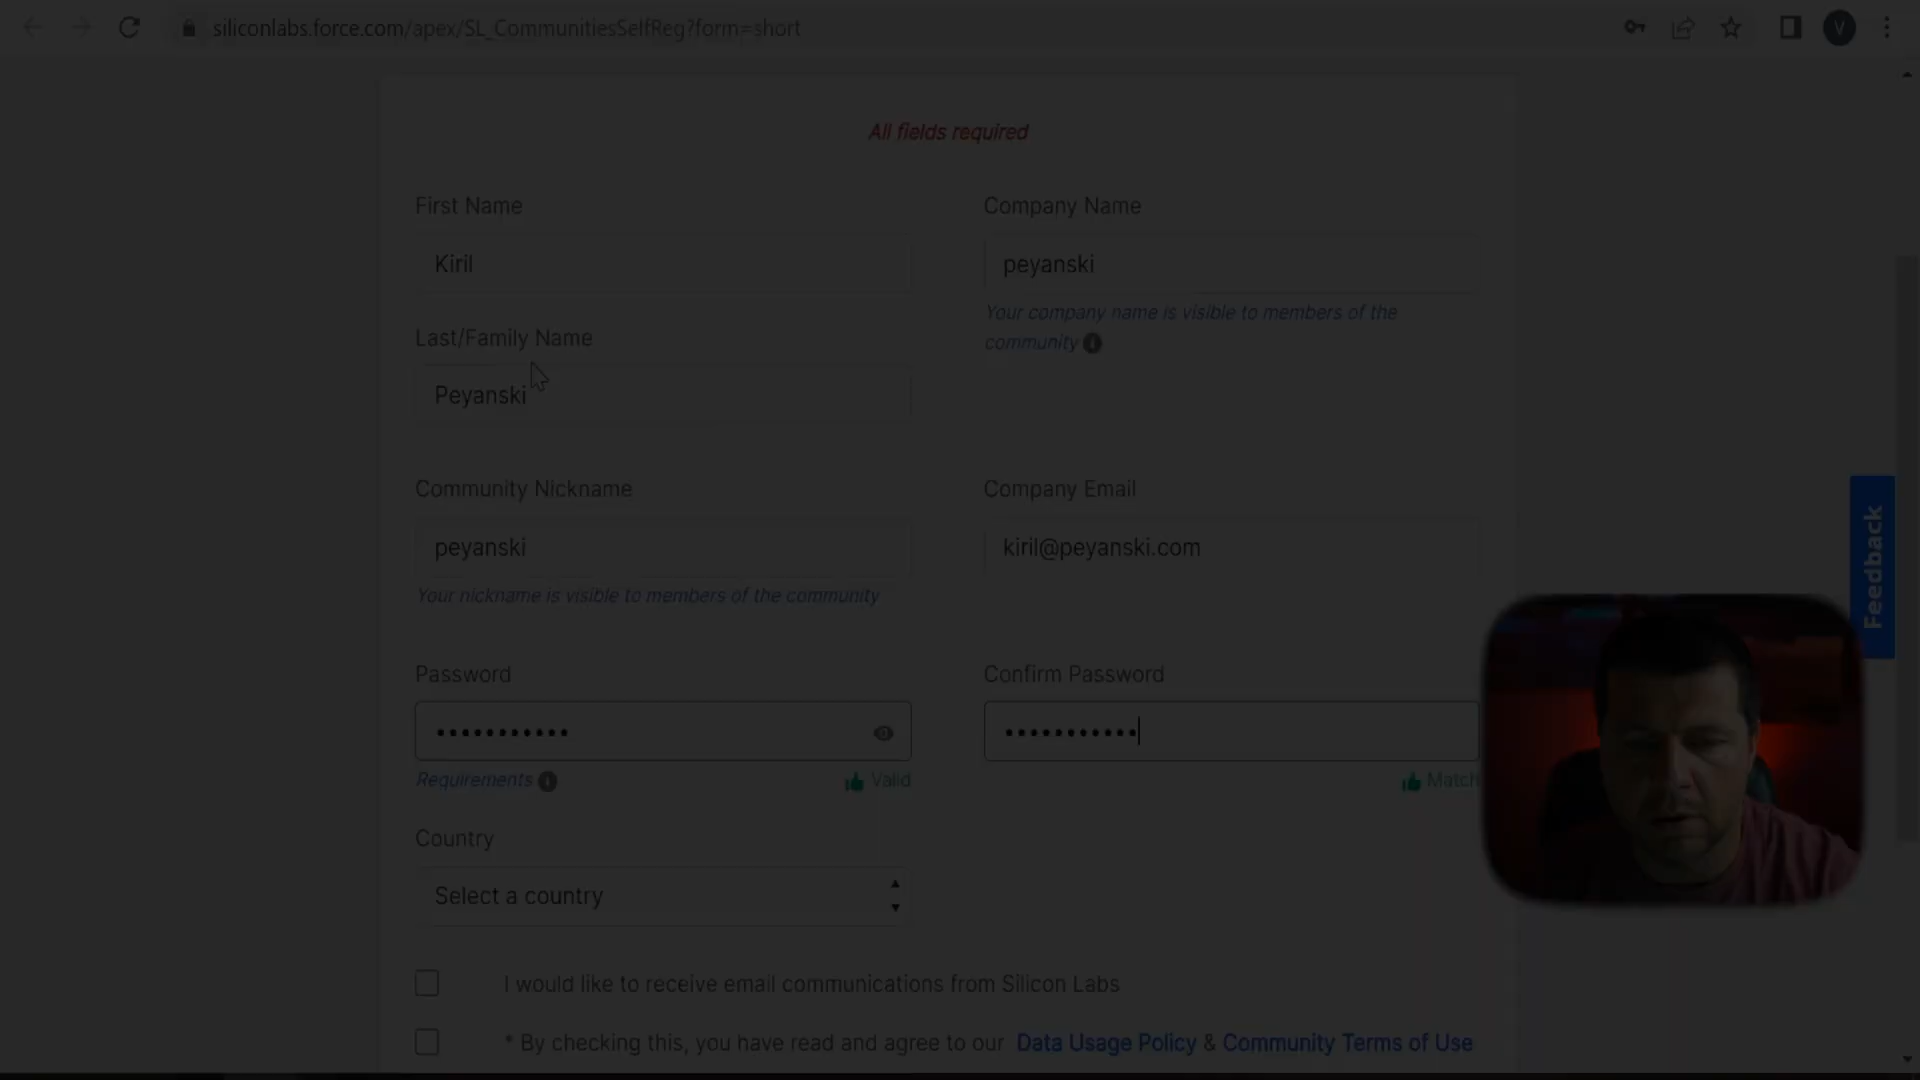 siliconlabs.force.com/apex/SL_CommunitiesSelfReg?form=short
V
All fields required
First Name
Company Name
Kiril
peyanski
Your company name is visible to members of the
community
Last/Family Name
Peyanski
Community Nickname
Company Email
peyanski
kiril@peyanski.com
Your nickname is visible to members of the community
Feedback
Password
Confirm Password
Requirements
Valid
Match
Country
Select a country
I would like to receive email communications from Silicon Labs
* By checking this, you have read and agree to our Data Usage Policy & Community Terms of Use